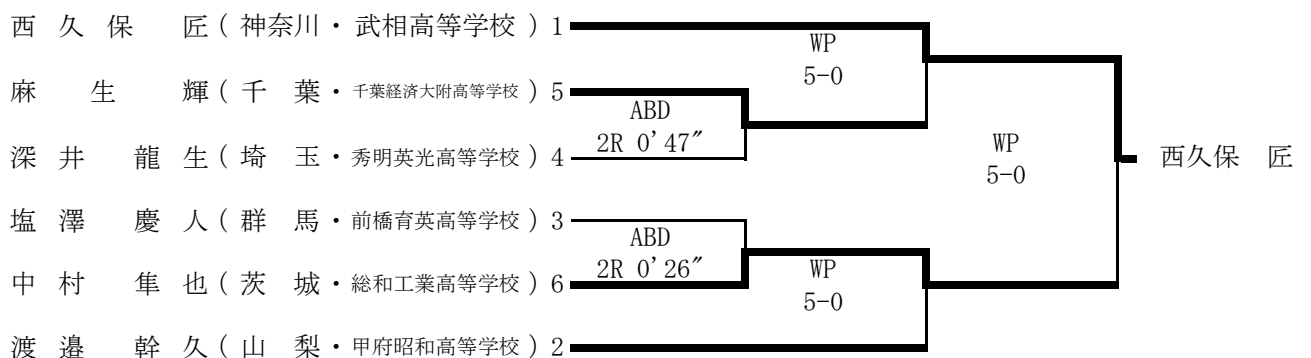 西久保　匠(神奈川・武相高等学校)1
WP
5-0
麻生　輝(千葉・千葉経済大附高等学校)5
ABD
2R 0'47″
深井　龍生(埼玉・秀明英光高等学校)4
WP
5-0
西久保　匠
塩澤　慶人(群馬・前橋育英高等学校)3
ABD
2R 0'26″
中村　隼也(茨城・総和工業高等学校)6
WP
5-0
渡邉　幹久(山梨・甲府昭和高等学校)2